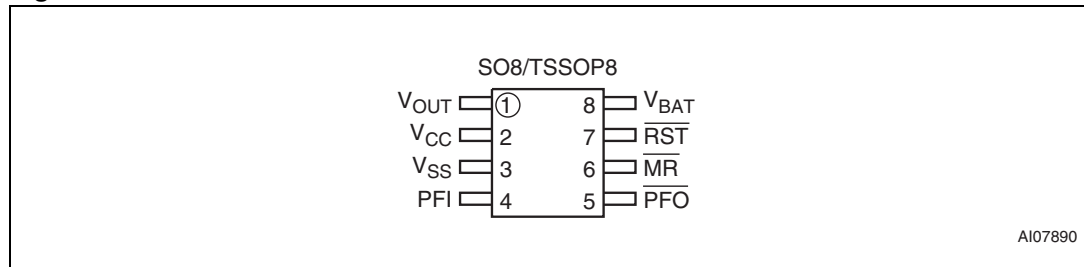 SO8/TSSOP8
VOUT 1 8 VBAT
VCC 2 7 RST
VSS 3 6 MR
PFI 4 5 PFO
AI07890